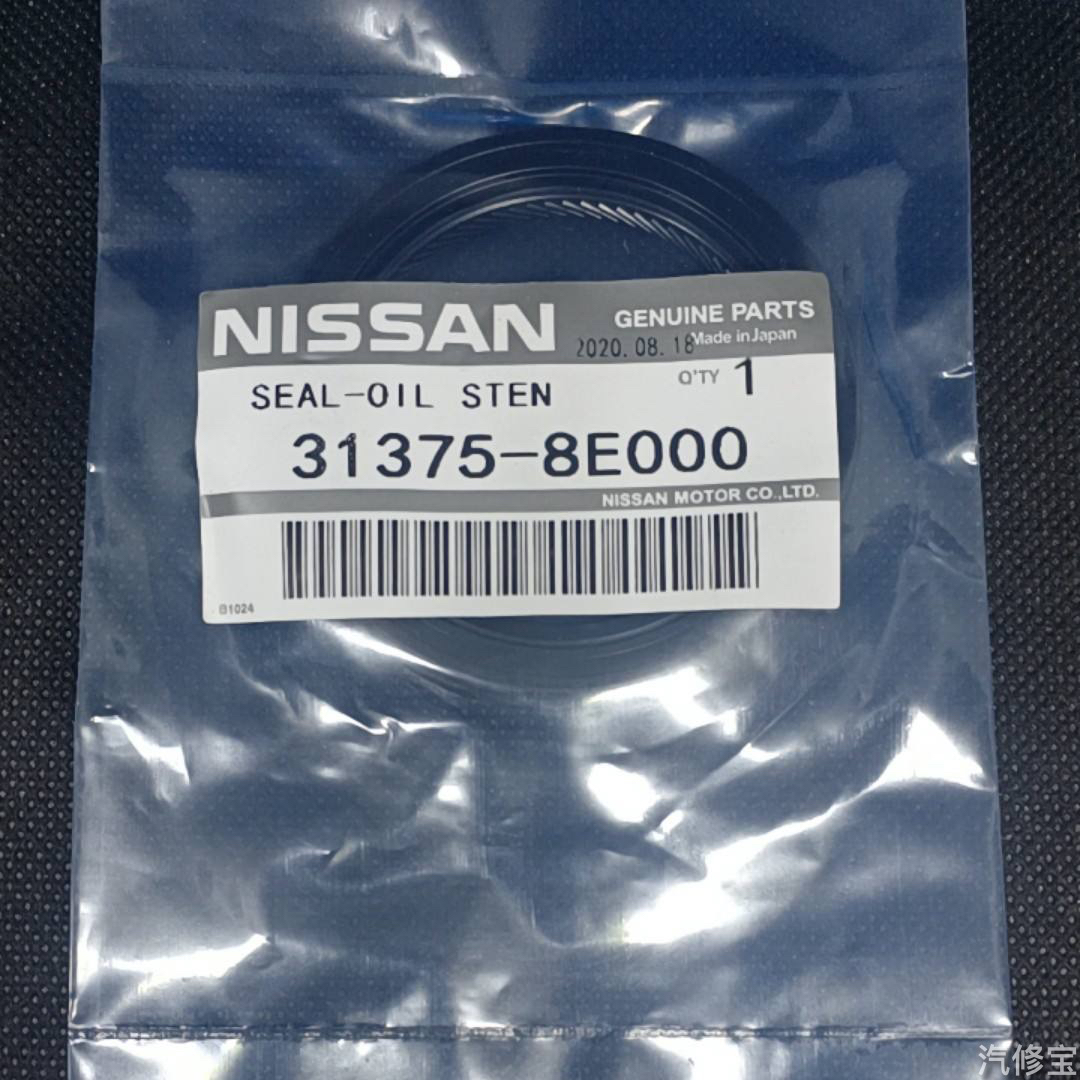 NISSAN
GENUINE PARTS
2020.08.18
Made in Japan
SEAL-OIL STEN
Q'TY 1
31375-8E000
NISSAN MOTOR CO.,LTD.
B1024
汽修宝